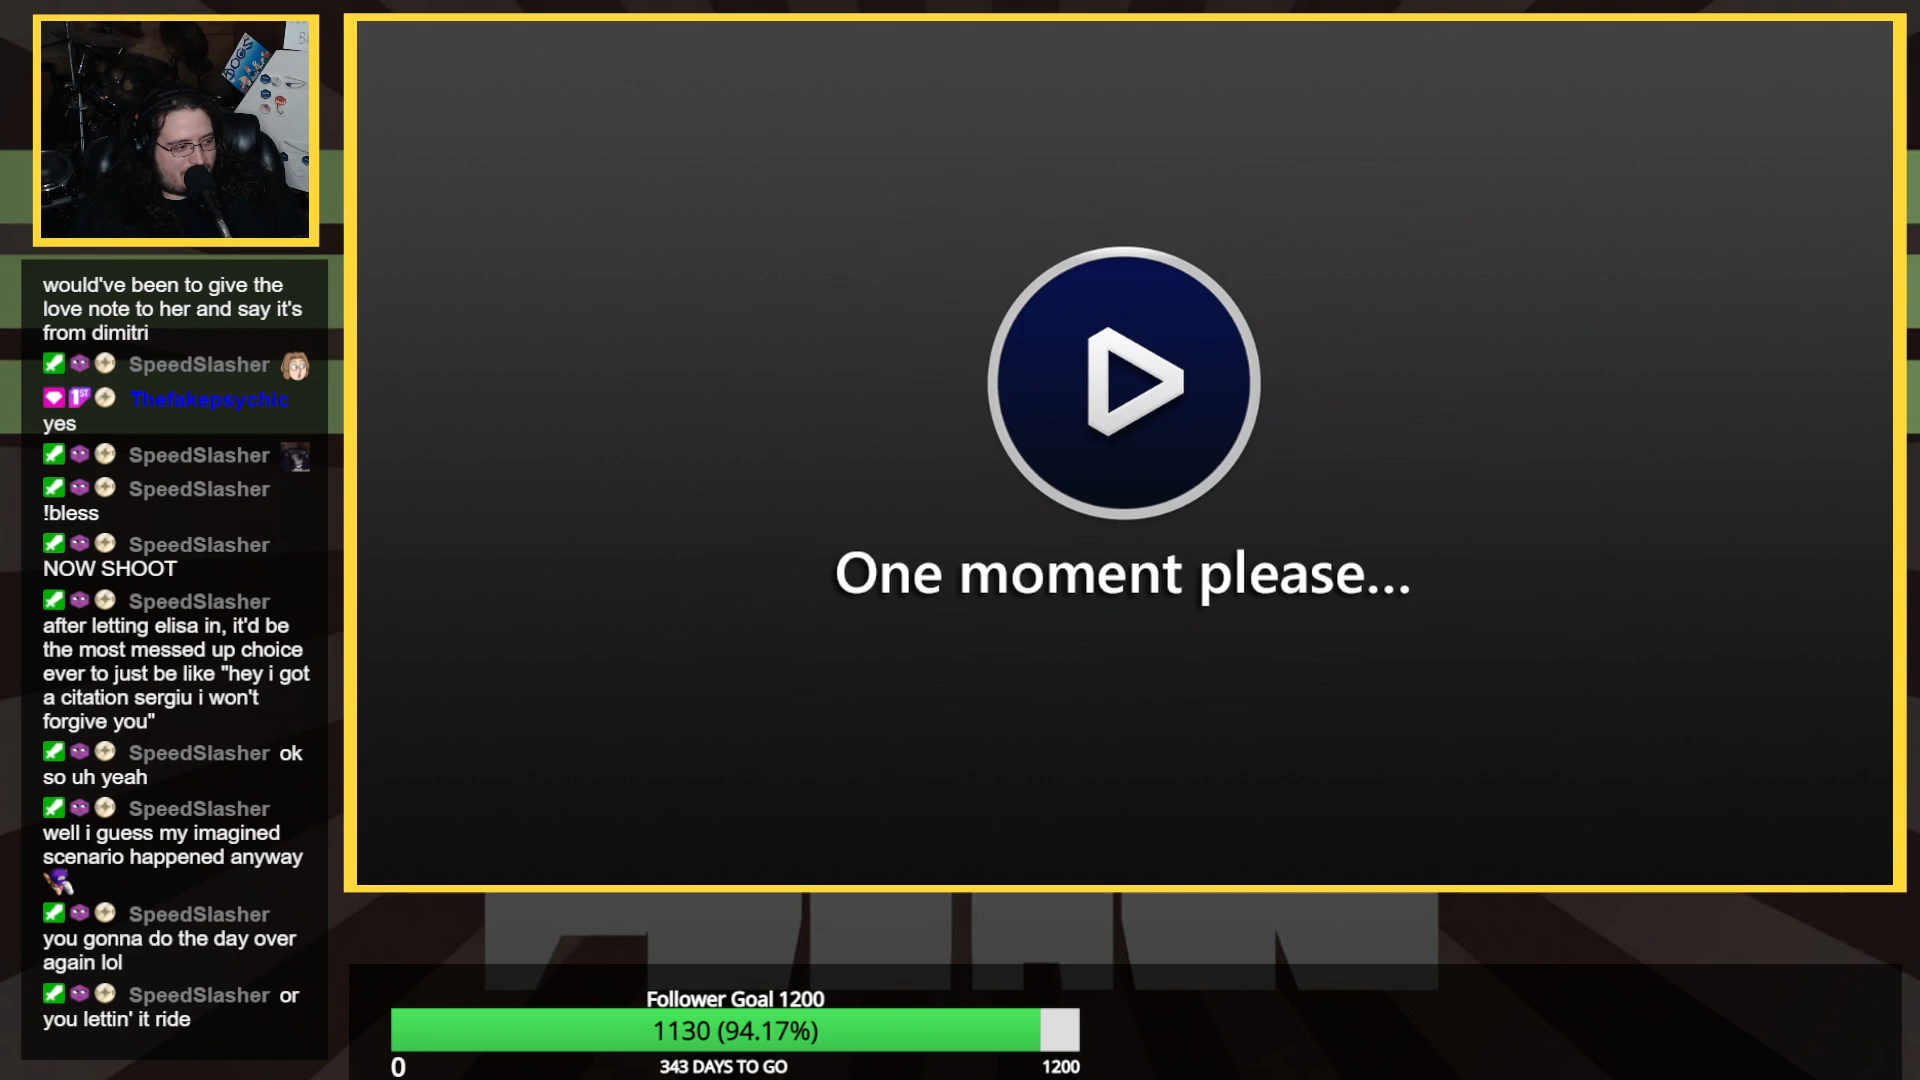 DOGS
would've been to give the
love note to her and say it's
from dimitri
SpeedSlasher
1ST Thefakepsychic
yes
SpeedSlasher
SpeedSlasher
!bless
SpeedSlasher
NOW SHOOT
SpeedSlasher
after letting elisa in, it'd be
the most messed up choice
ever to just be like "hey i got
a citation sergiu i won't
forgive you"
SpeedSlasher ok
so uh yeah
SpeedSlasher
well i guess my imagined
scenario happened anyway
SpeedSlasher
you gonna do the day over
again lol
SpeedSlasher or
you lettin' it ride
One moment please...
Follower Goal 1200
1130 (94.17%)
0 343 DAYS TO GO 1200